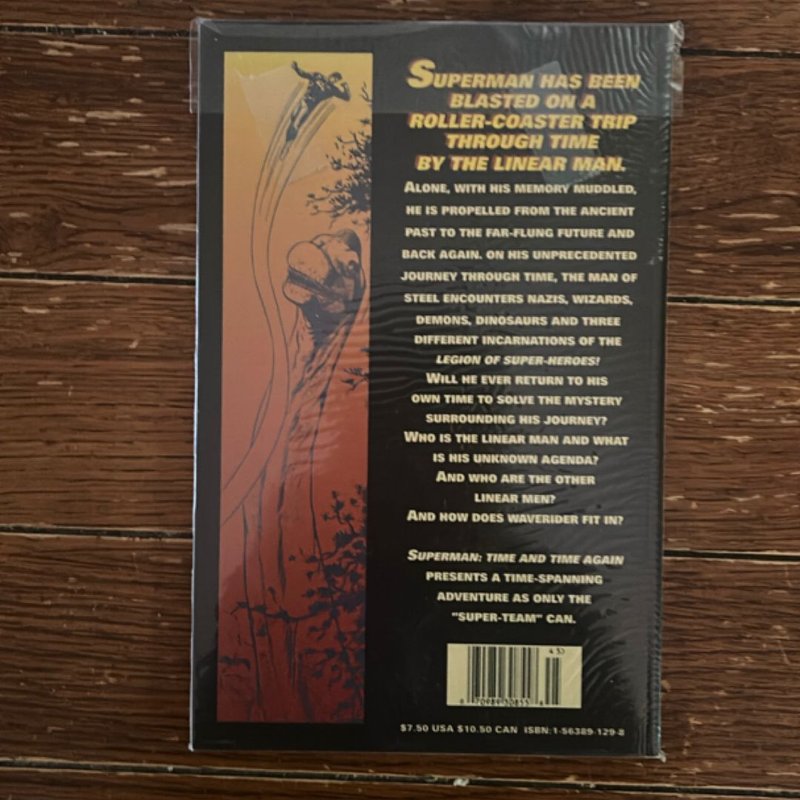 SUPERMAN HAS BEEN
BLASTED ON A
ROLLER-COASTER TRIP
THROUGH TIME
BY THE LINEAR MAN.
ALONE, WITH HIS MEMORY MUDDLED,
HE IS PROPELLED FROM THE ANCIENT
PAST TO THE FAR-FLUNG FUTURE AND
BACK AGAIN. ON HIS UNPRECEDENTED
JOURNEY THROUGH TIME, THE MAN OF
STEEL ENCOUNTERS NAZIS, WIZARDS,
DEMONS, DINOSAURS AND THREE
DIFFERENT INCARNATIONS OF THE
LEGION OF SUPER-HEROES!
WILL HE EVER RETURN TO HIS
OWN TIME TO SOLVE THE MYSTERY
SURROUNDING HIS JOURNEY?
WHO IS THE LINEAR MAN AND WHAT
IS HIS UNKNOWN AGENDA?
AND WHO ARE THE OTHER
LINEAR MEN?
AND HOW DOES WAVERIDER FIT IN?
SUPERMAN: TIME AND TIME AGAIN
PRESENTS A TIME-SPANNING
ADVENTURE AS ONLY THE
"SUPER-TEAM" CAN.
70989 30855
$7.50 USA $10.50 CAN ISBN:1-56389-129-8